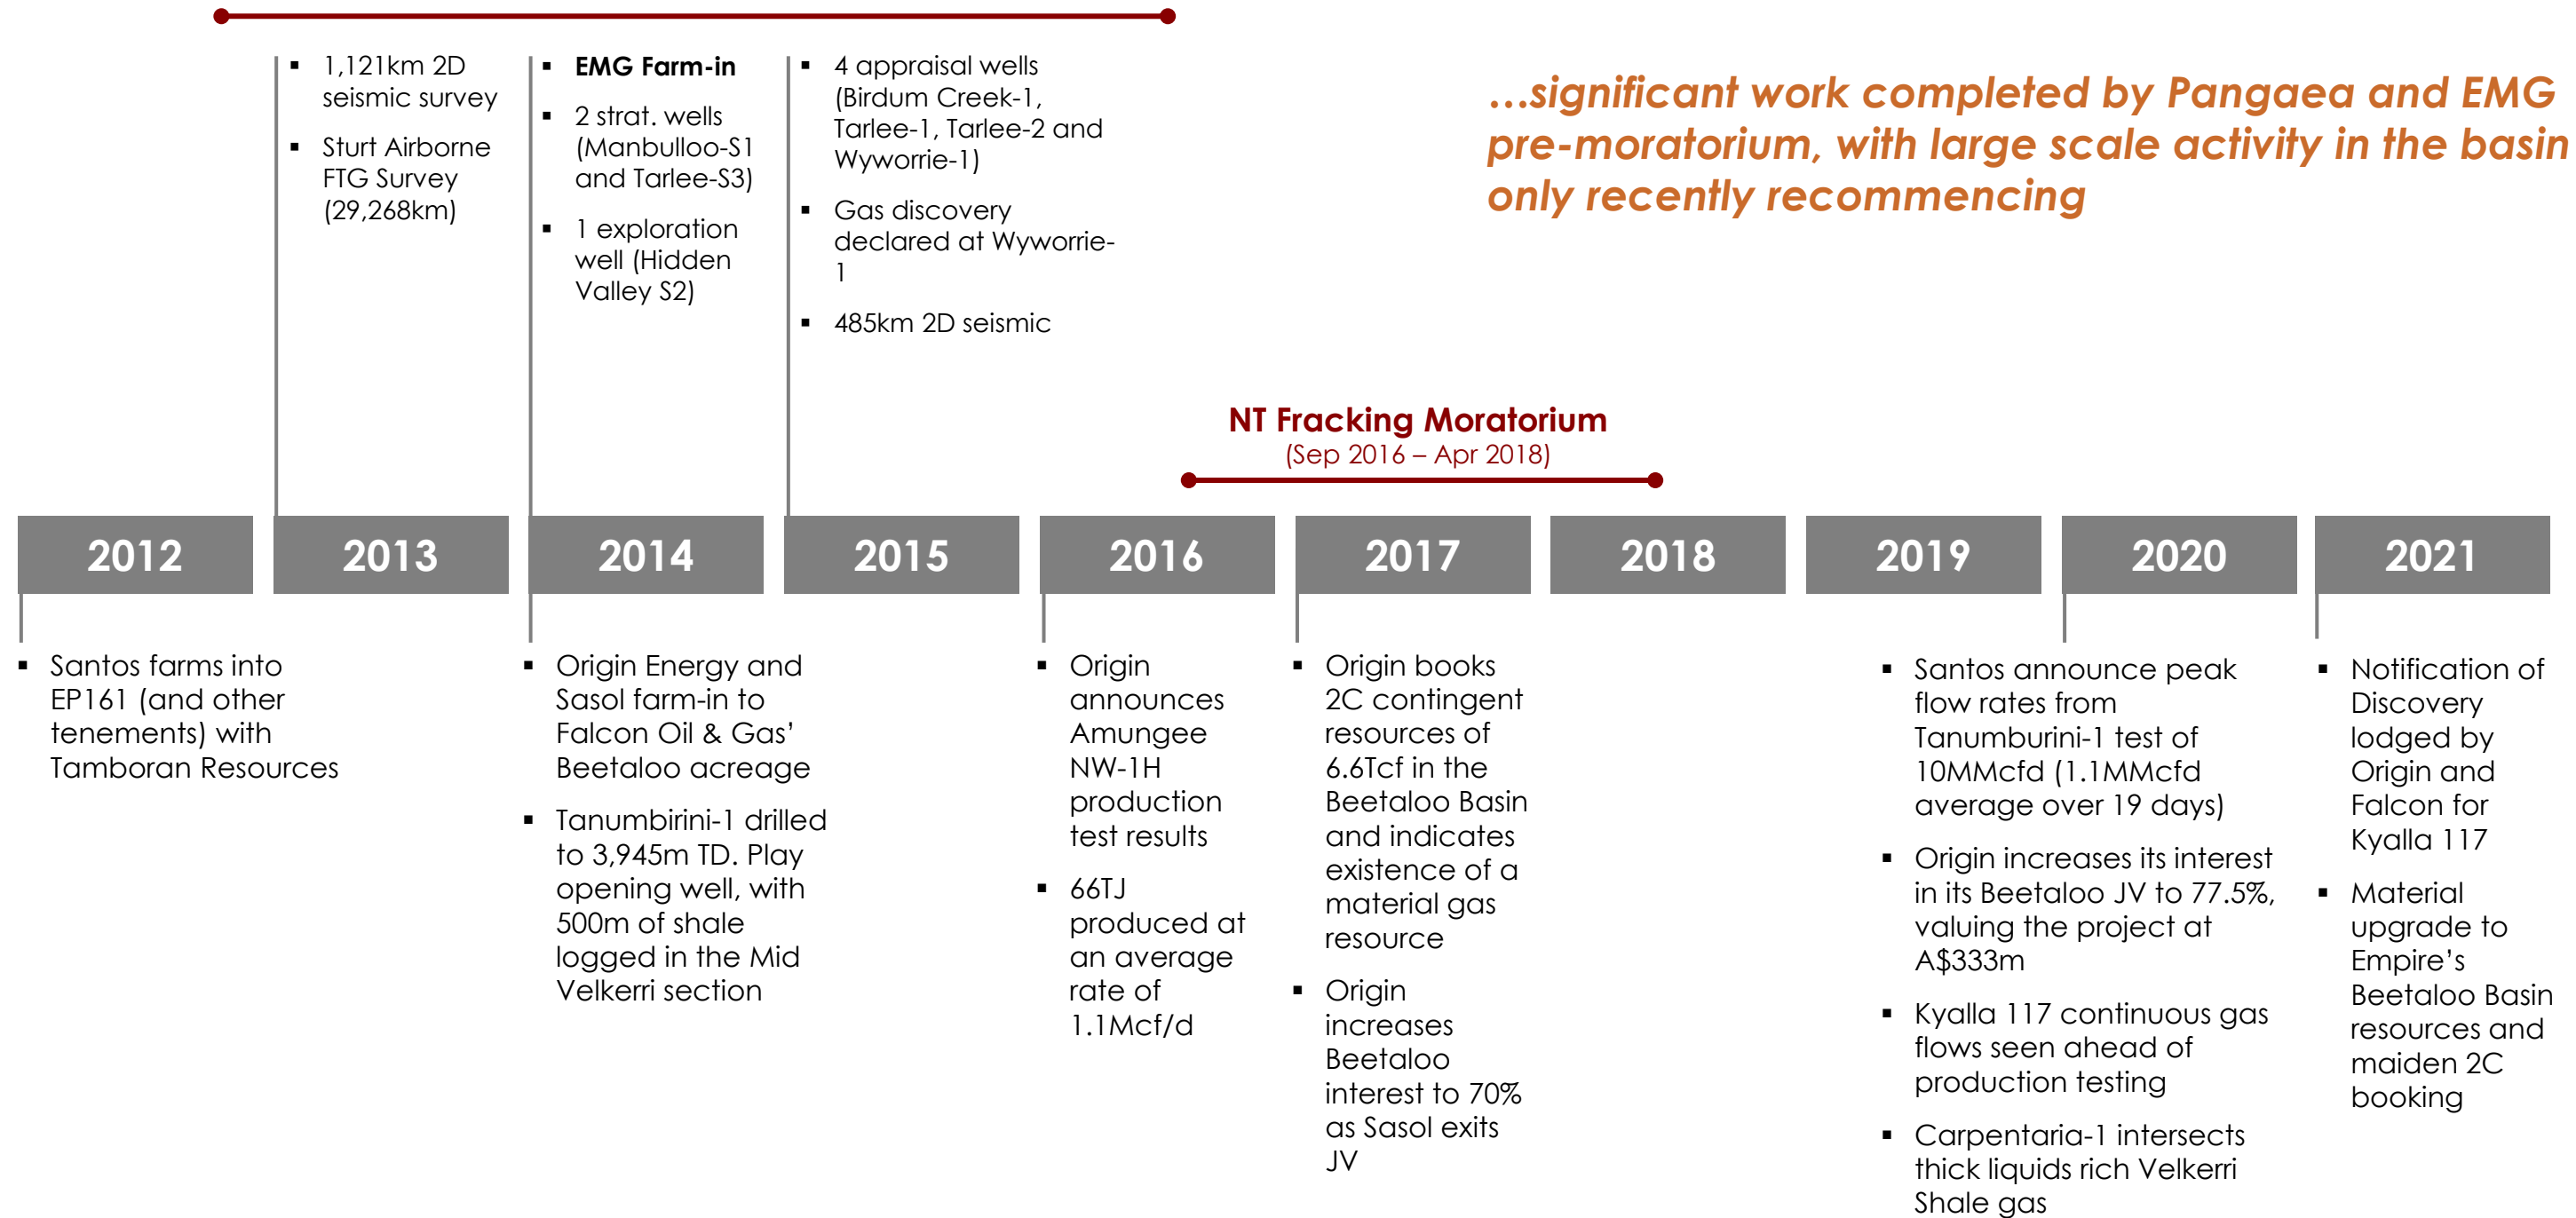 ▪ 1,121km 2D
seismic survey
▪ Sturt Airborne
FTG Survey
(29,268km)
▪ EMG Farm-in
▪ 2 strat. wells
(Manbulloo-S1
and Tarlee-S3)
▪ 1 exploration
well (Hidden
Valley S2)
▪ 4 appraisal wells
(Birdum Creek-1,
Tarlee-1, Tarlee-2 and
Wyworrie-1)
▪ Gas discovery
declared at Wyworrie-
1
▪ 485km 2D seismic
...significant work completed by Pangaea and EMG
pre-moratorium, with large scale activity in the basin
only recently recommencing
NT Fracking Moratorium
(Sep 2016 – Apr 2018)
2012
2013
2014
2015
2016
2017
2018
2019
2020
2021
▪ Santos farms into
EP161 (and other
tenements) with
Tamboran Resources
▪ Origin Energy and
Sasol farm-in to
Falcon Oil & Gas’
Beetaloo acreage
▪ Tanumbirini-1 drilled
to 3,945m TD. Play
opening well, with
500m of shale
logged in the Mid
Velkerri section
▪ Origin
announces
Amungee
NW-1H
production
test results
▪ 66TJ
produced at
an average
rate of
1.1Mcf/d
▪ Origin books
2C contingent
resources of
6.6Tcf in the
Beetaloo Basin
and indicates
existence of a
material gas
resource
▪ Origin
increases
Beetaloo
interest to 70%
as Sasol exits
JV
▪ Santos announce peak
flow rates from
Tanumburini-1 test of
10MMcfd (1.1MMcfd
average over 19 days)
▪ Origin increases its interest
in its Beetaloo JV to 77.5%,
valuing the project at
A$333m
▪ Kyalla 117 continuous gas
flows seen ahead of
production testing
▪ Carpentaria-1 intersects
thick liquids rich Velkerri
Shale gas
▪ Notification of
Discovery
lodged by
Origin and
Falcon for
Kyalla 117
▪ Material
upgrade to
Empire’s
Beetaloo Basin
resources and
maiden 2C
booking